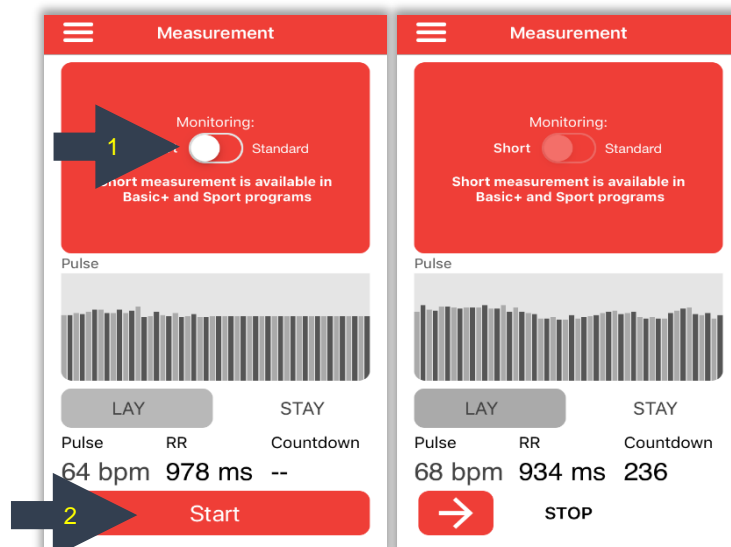 Measurement
Monitoring:
1
Standard
Short measurement is available in
Basic+ and Sport programs
Pulse
LAY STAY
Pulse RR Countdown
64 bpm 978 ms --
2
Start
Measurement
Monitoring:
Short Standard
Short measurement is available in
Basic+ and Sport programs
Pulse
LAY STAY
Pulse RR Countdown
68 bpm 934 ms 236
STOP